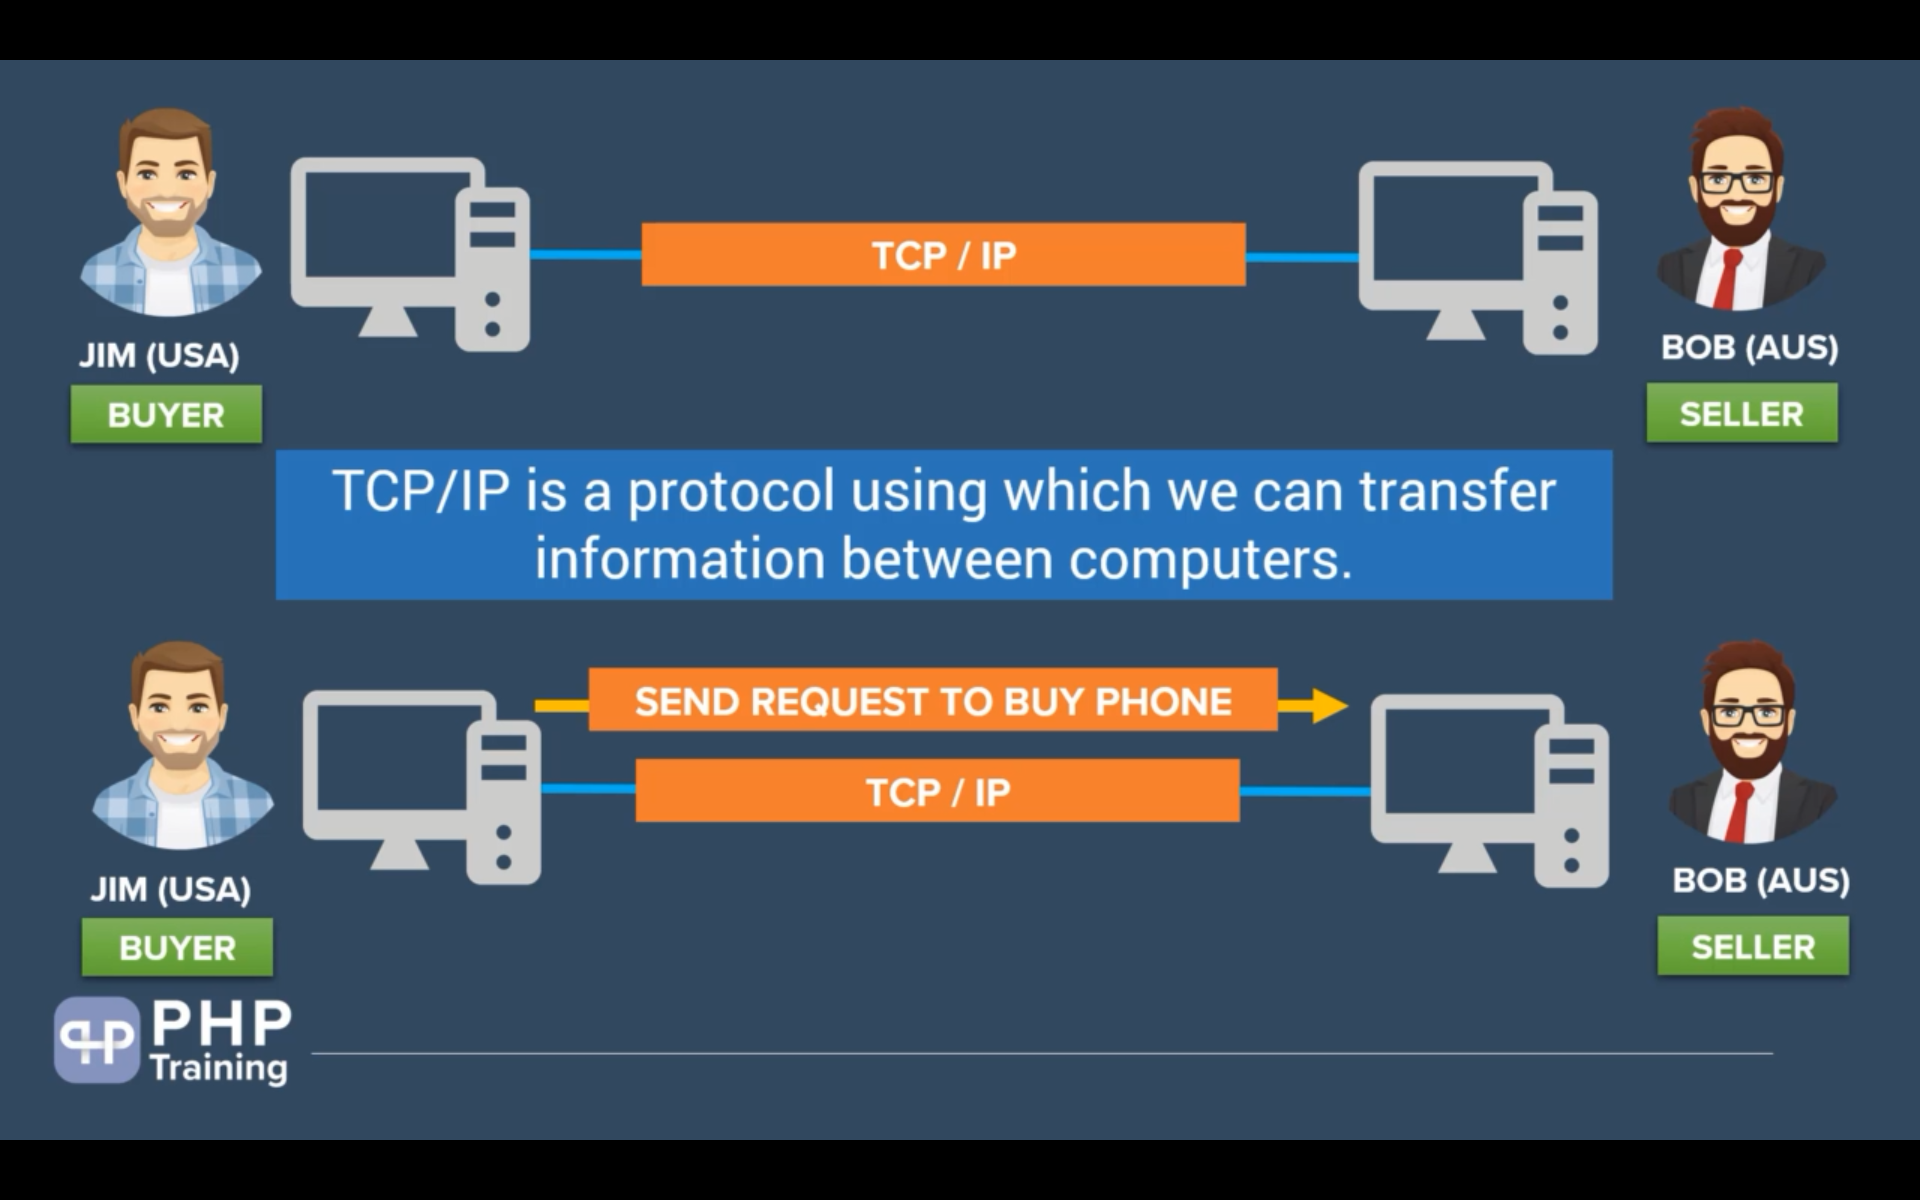 TCP / IP
JIM (USA)
BOB (AUS)
BUYER
SELLER
TCP/IP is a protocol using which we can transfer
information between computers.
SEND REQUEST TO BUY PHONE
TCP / IP
JIM (USA)
BOB (AUS)
BUYER
SELLER
php PHP
Training